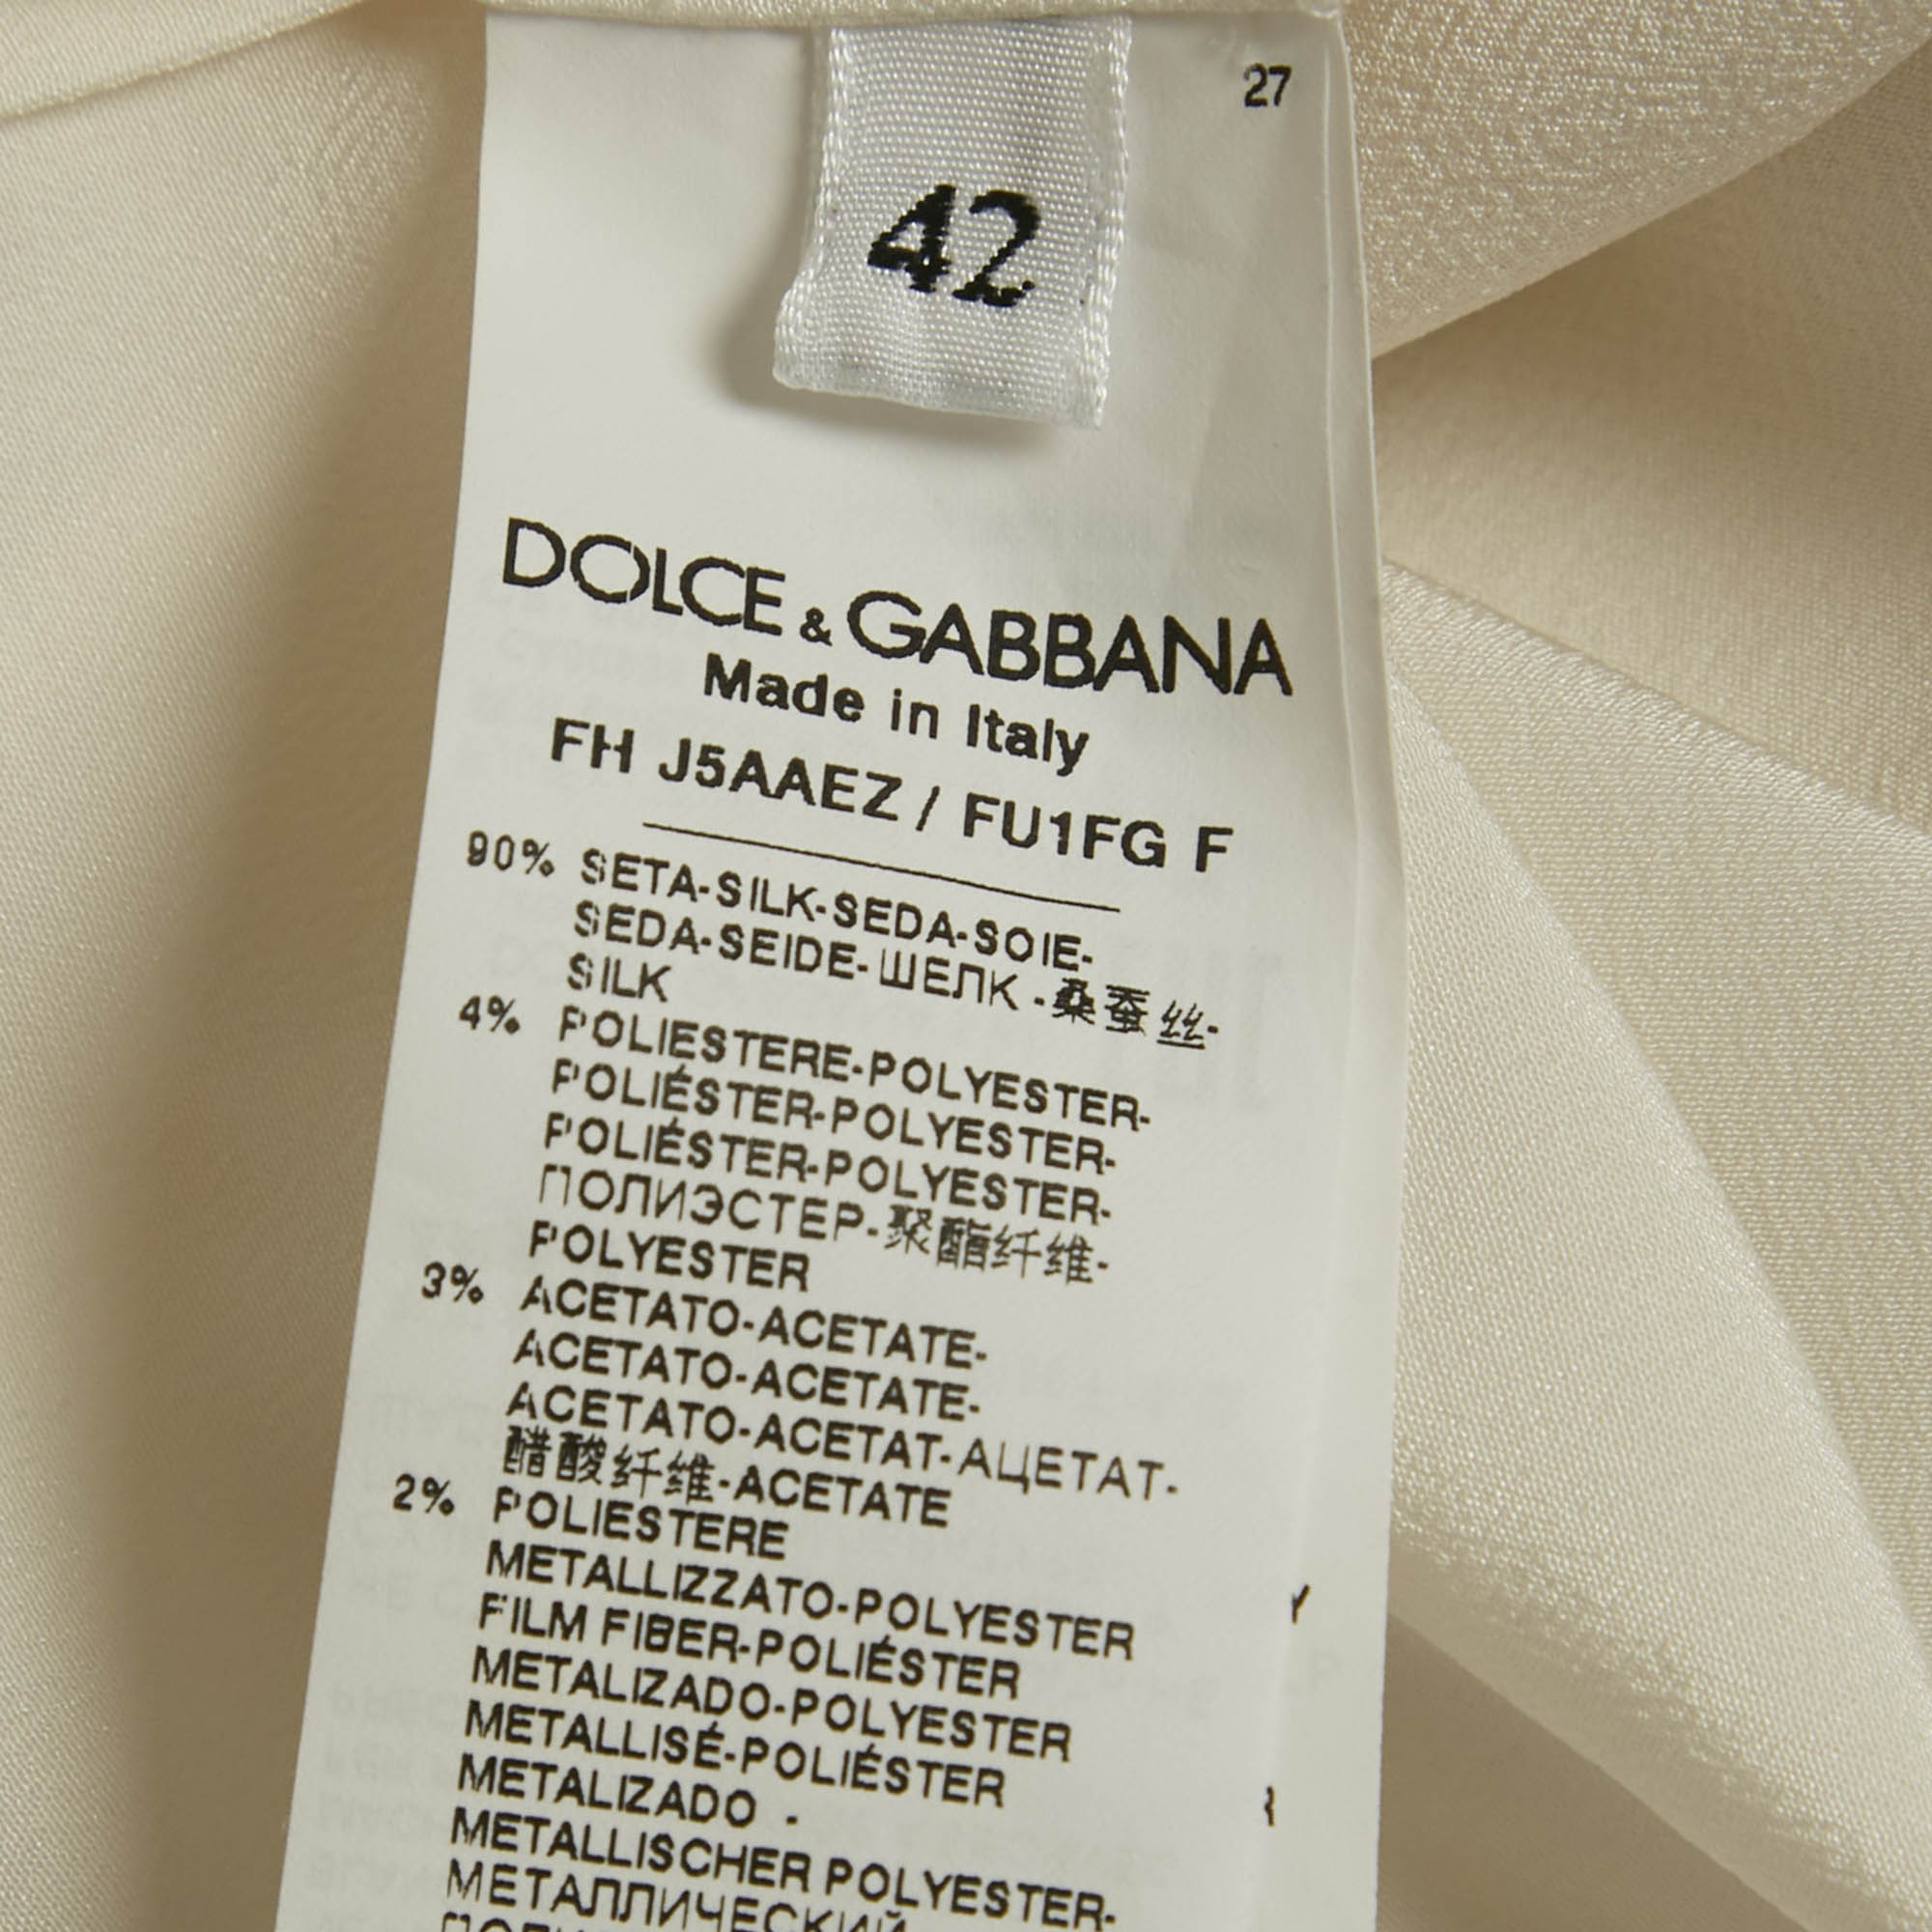 27
42
DOLCE & GABBANA
Made in Italy
FH J5AAEZ / FU1FG F
90% SETA-SILK-SEDA-SOIE-
SEDA-SEIDE-ШЕЛК-桑蚕丝-
SILK
4% POLIESTERE-POLYESTER-
POLIÉSTER-POLYESTER-
POLIÉSTER-POLYESTER-
ПОЛИЭСТЕР-聚酯纤维-
POLYESTER
3% ACETATO-ACETATE-
ACETATO-ACETATE-
ACETATO-ACETAT-АЦЕТАТ-
醋酸纤维-ACETATE
2% POLIESTERE
METALLIZZATO-POLYESTER
FILM FIBER-POLIÉSTER
METALIZADO-POLYESTER
METALLISÉ-POLIÉSTER
METALIZADO -
METALLISCHER POLYESTER-
МЕТАЛЛИЧЕСКИЙ